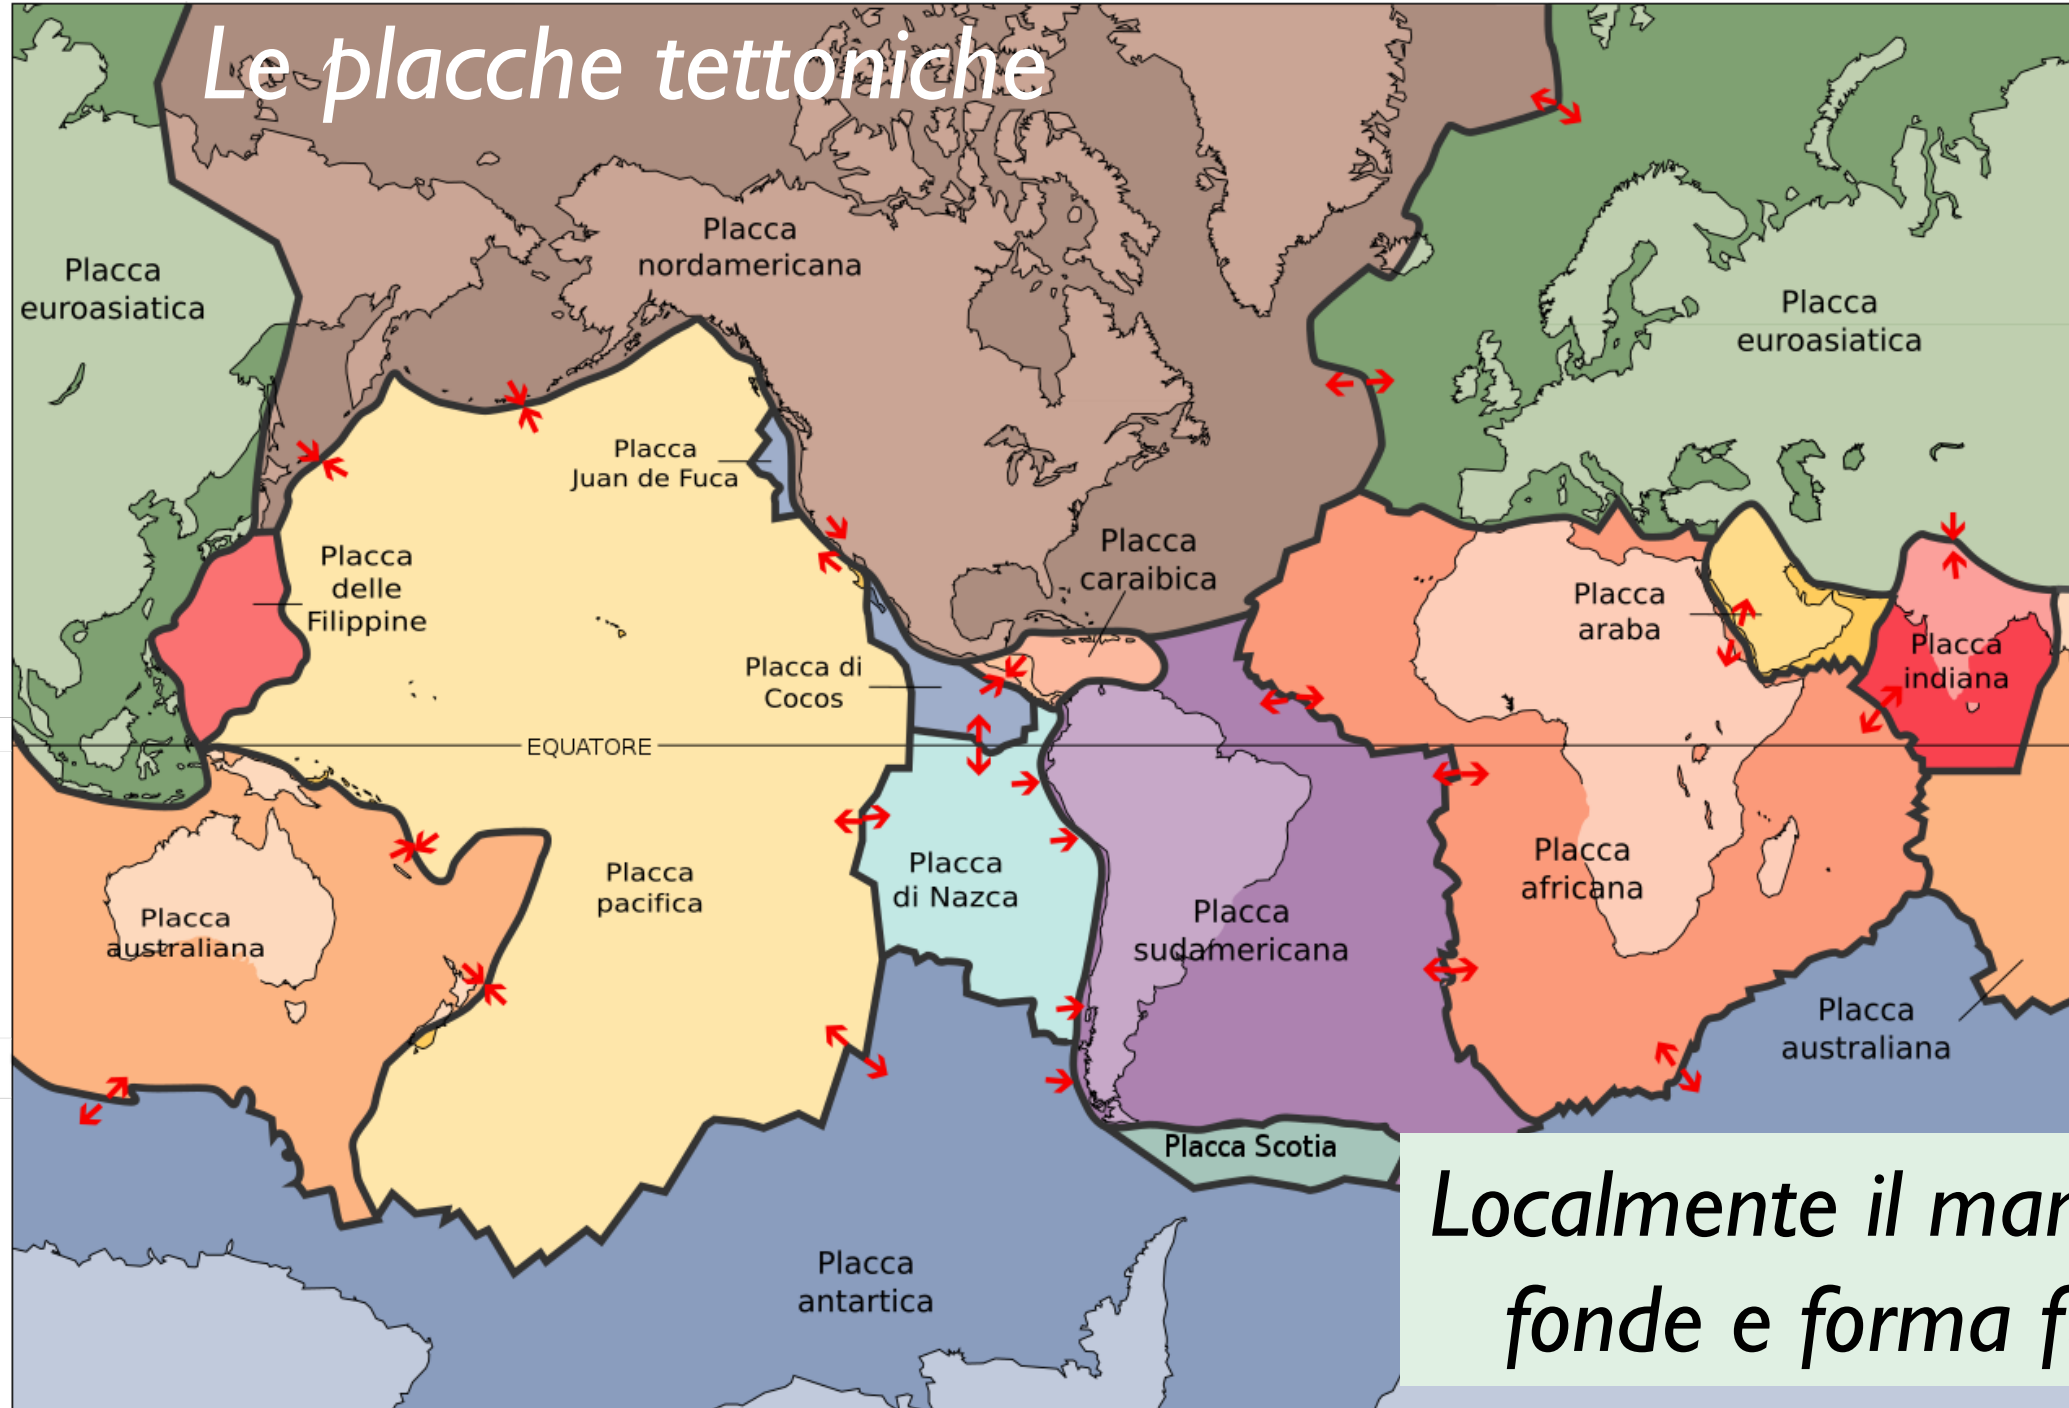 Le placche tettoniche
Placca
nordamericana
Placca
euroasiatica
Placca
euroasiatica
Placca
Juan de Fuca
Placca
caraibica
Placca
delle
Filippine
Placca
araba
Placca
indiana
Placca di
Cocos
EQUATORE
Placca
pacifica
Placca
di Nazca
Placca
africana
Placca
australiana
Placca
sudamericana
Placca
australiana
Placca Scotia
Placca
antartica
Localmente il mar
fonde e forma f